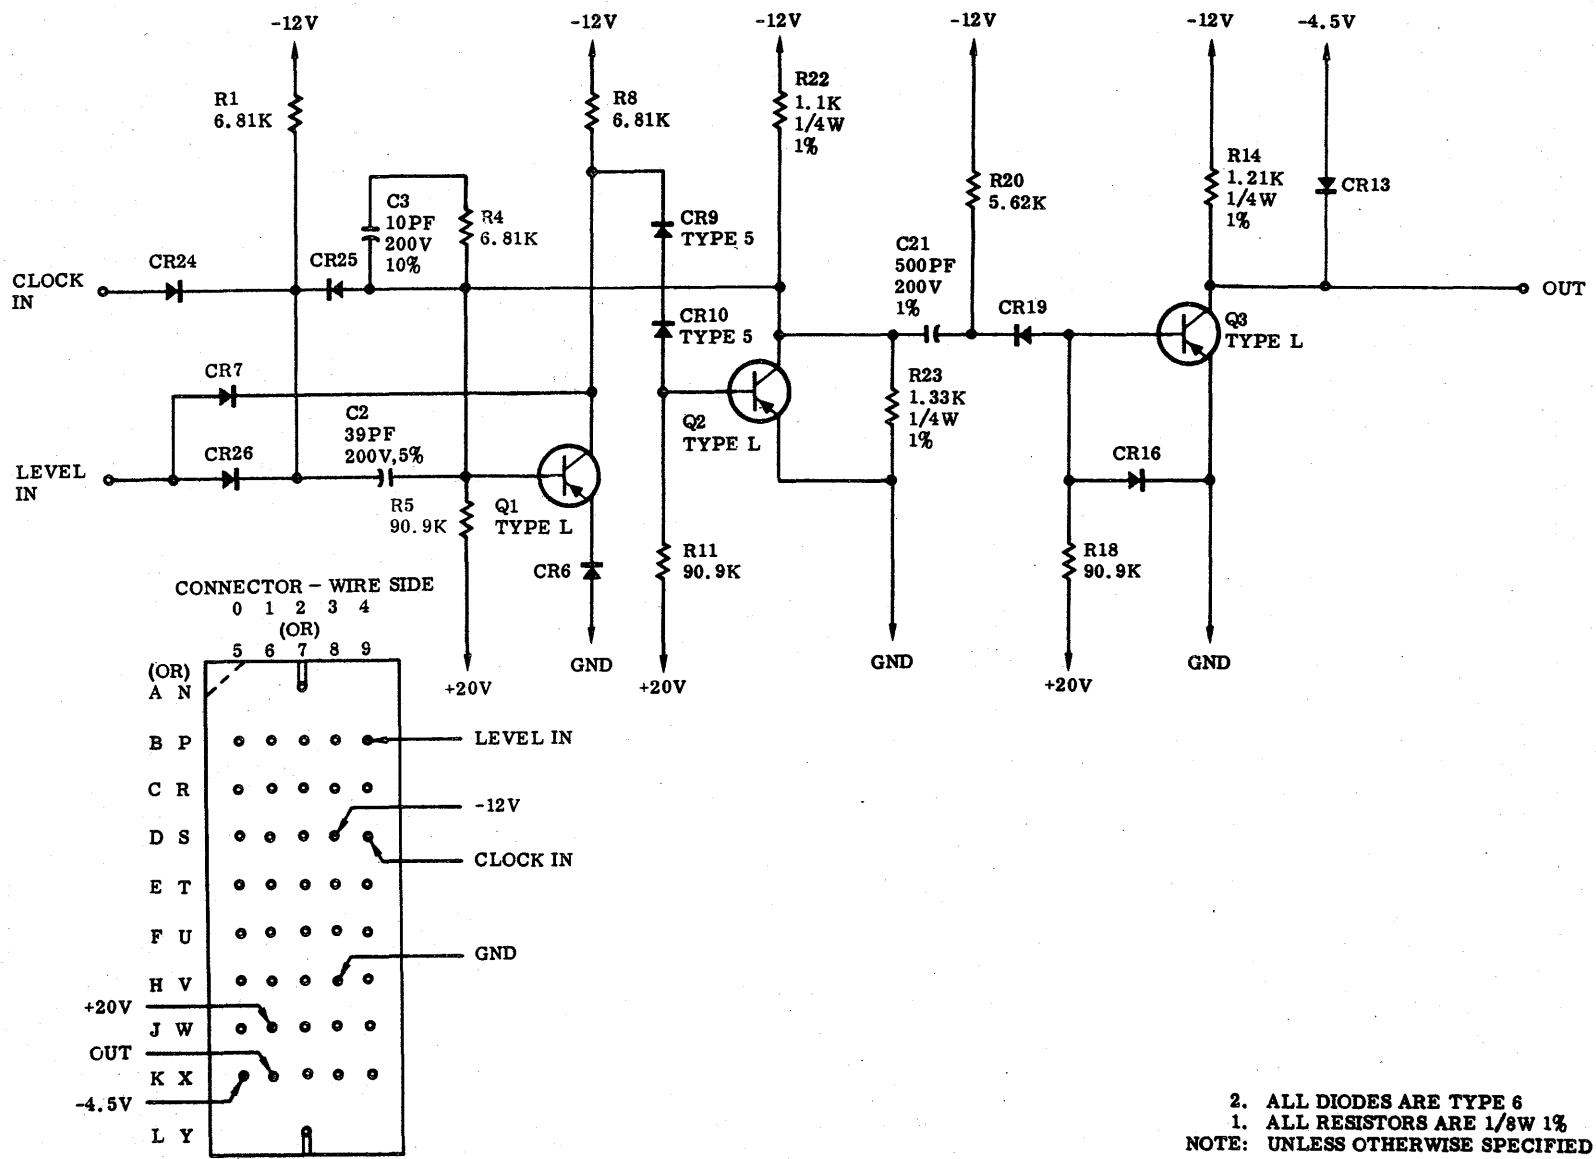 -12V
-12V
-12V
-12V
-12V
-4.5V
R1
6.81K
R8
6.81K
R22
1.1K
1/4W
1%
R20
5.62K
R14
1.21K
1/4W
1%
CR13
C3
10PF
200V
10%
R4
6.81K
CR9
TYPE 5
CR24
CR25
CLOCK
IN
C21
500PF
200V
1%
CR10
TYPE 5
CR19
Q3
TYPE L
OUT
CR7
C2
39PF
200V,5%
Q2
TYPE L
R23
1.33K
1/4W
1%
CR26
LEVEL
IN
CR16
R5
90.9K
Q1
TYPE L
CR6
R11
90.9K
R18
90.9K
GND
+20V
+20V
GND
+20V
GND
CONNECTOR - WIRE SIDE
0 1 2 3 4
(OR)
5 6 7 8 9
(OR)
A N
B P
LEVEL IN
C R
-12V
D S
CLOCK IN
E T
F U
GND
H V
+20V
J W
OUT
K X
-4.5V
L Y
2. ALL DIODES ARE TYPE 6
1. ALL RESISTORS ARE 1/8W 1%
NOTE: UNLESS OTHERWISE SPECIFIED